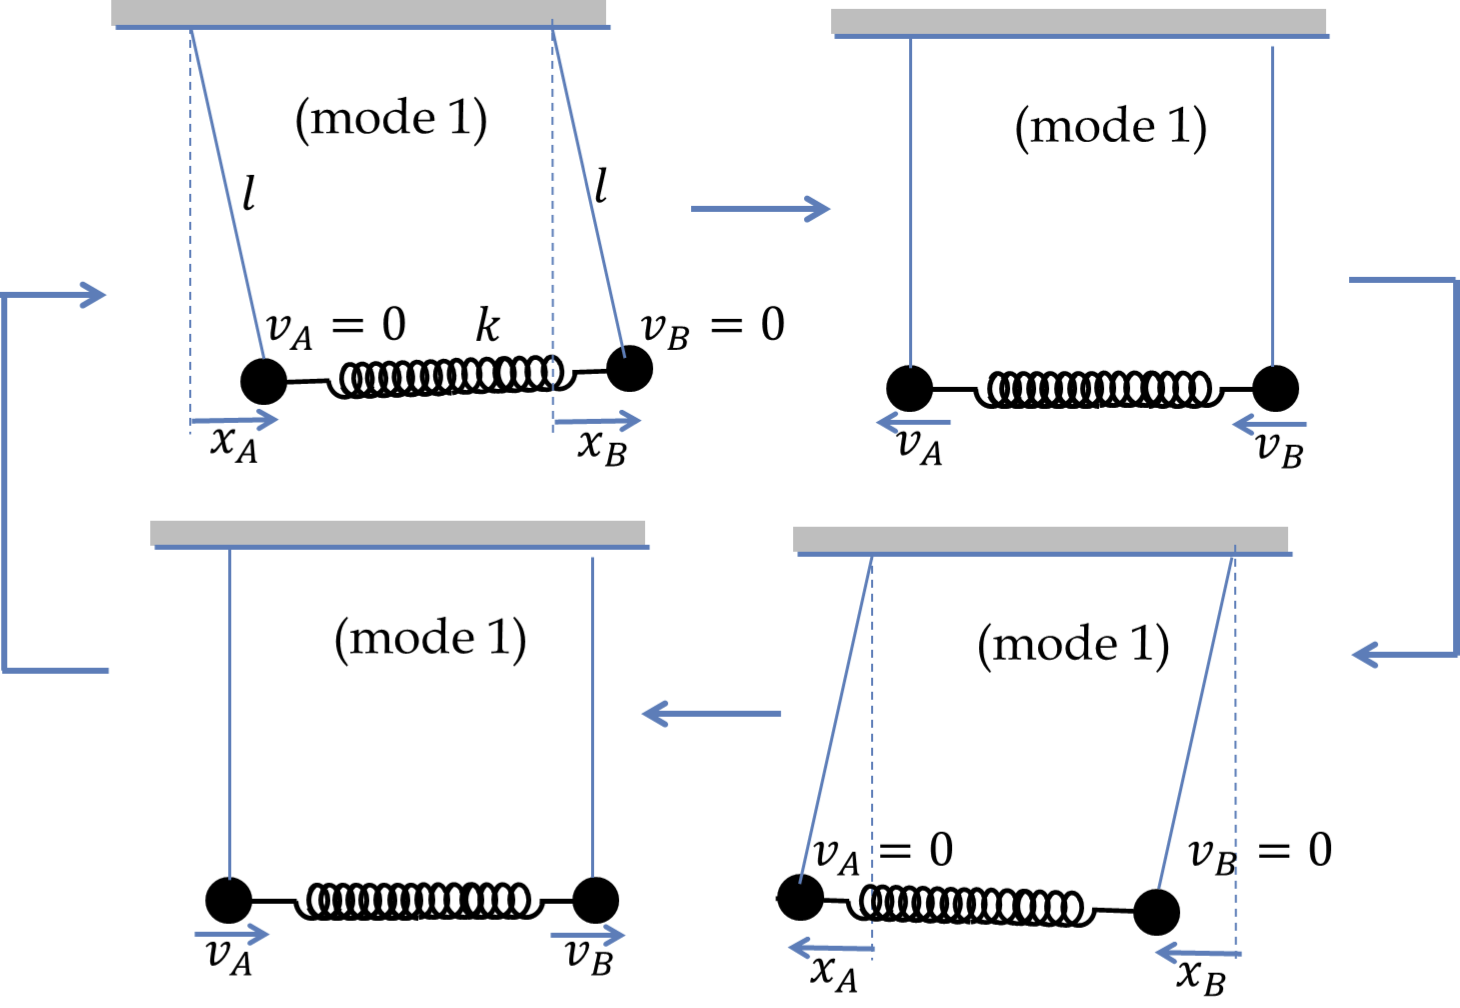 (mode 1)
l
l
v_A = 0
k
v_B = 0
x_A
x_B
(mode 1)
v_A
v_B
(mode 1)
v_A
v_B
(mode 1)
v_A = 0
v_B = 0
x_A
x_B